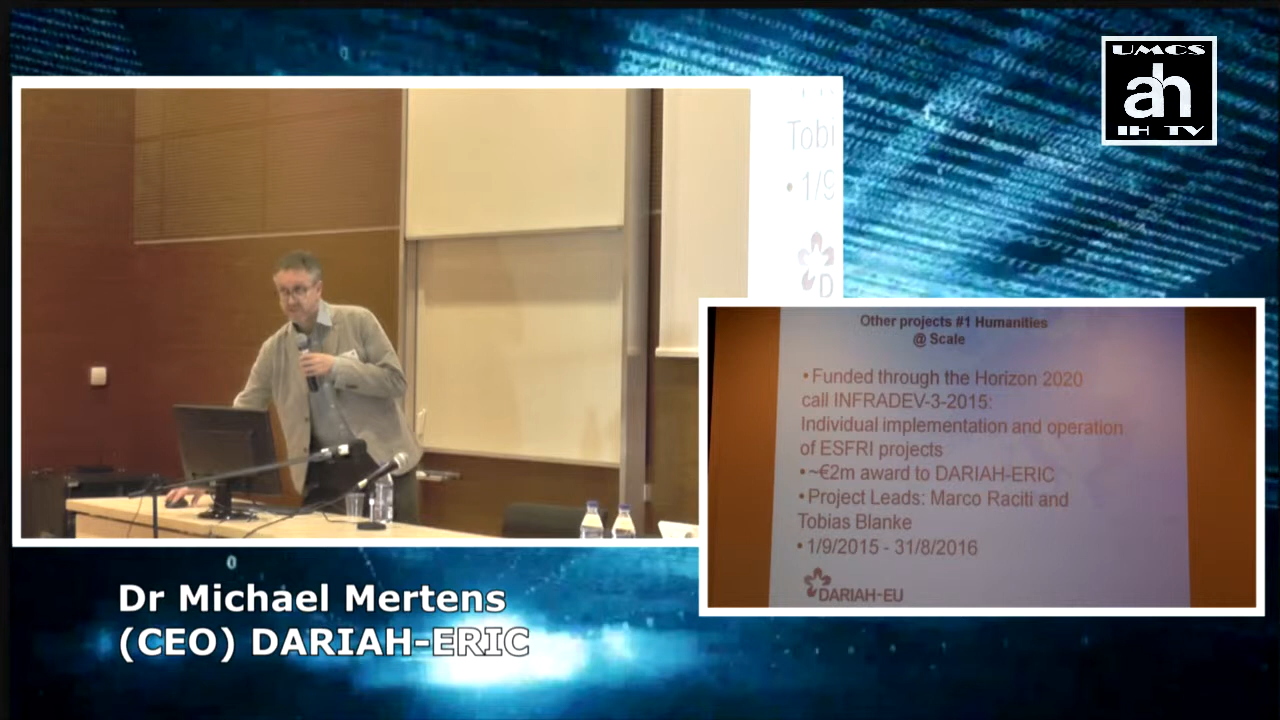 UMCS
ah
IH TV
Tobi
• 1/9
D
Other projects #1 Humanities
@ Scale
•Funded through the Horizon 2020
call INFRADEV-3-2015:
Individual implementation and operation
of ESFRI projects
•~€2m award to DARIAH-ERIC
•Project Leads: Marco Raciti and
Tobias Blanke
•1/9/2015 - 31/8/2016
DARIAH-EU
Dr Michael Mertens
(CEO) DARIAH-ERIC